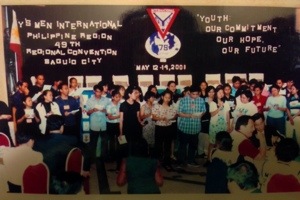 Y'S MEN INTERNATIONAL
PHILIPPINE REGION
49TH
REGIONAL CONVENTION
BAGUIO CITY
MAY 12-14, 2001
"YOUTH
OUR COMMITMENT
OUR HOPE,
OUR FUTURE"